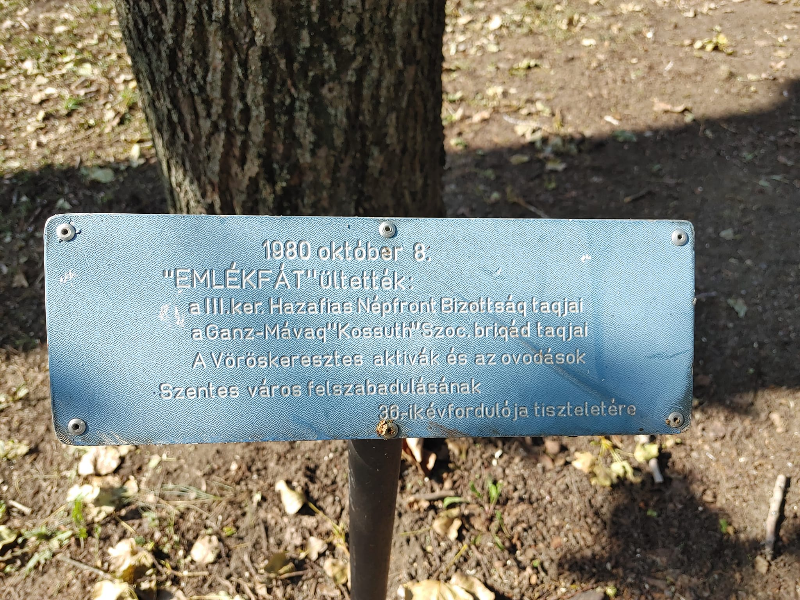 1980 október 8.
"EMLÉKFÁT" ültették:
a III.ker. Hazafias Népfront Bizottság tagjai
a Ganz-Mávag "Kossuth" Szoc. brigád tagjai
A Vöröskeresztes aktivák és az ovodások
Szentes város felszabadulásának
36.-ik évfordulója tiszteletére